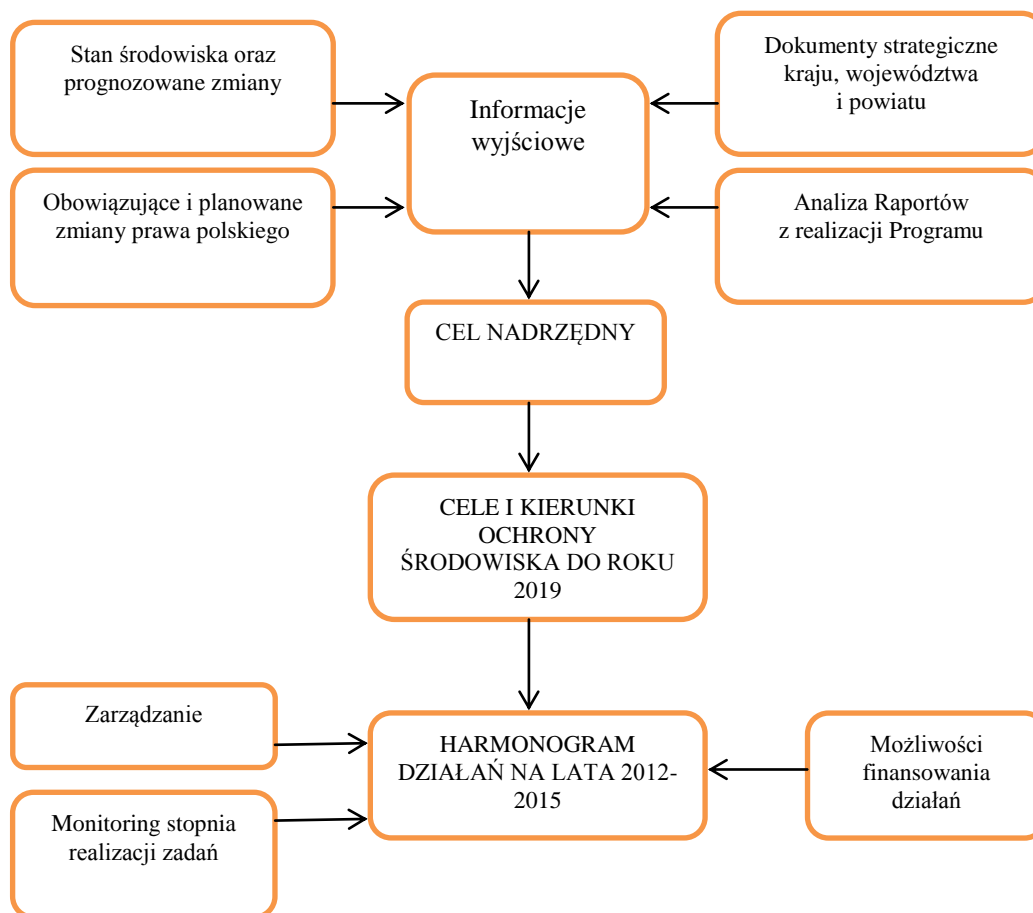 Stan środowiska oraz
prognozowane zmiany
Informacje
wyjściowe
Dokumenty strategiczne
kraju, województwa
i powiatu
Obowiązujące i planowane
zmiany prawa polskiego
Analiza Raportów
z realizacji Programu
CEL NADRZĘDNY
CELE I KIERUNKI
OCHRONY
ŚRODOWISKA DO ROKU
2019
Zarządzanie
HARMONOGRAM
DZIAŁAŃ NA LATA 2012-
2015
Możliwości
finansowania
działań
Monitoring stopnia
realizacji zadań